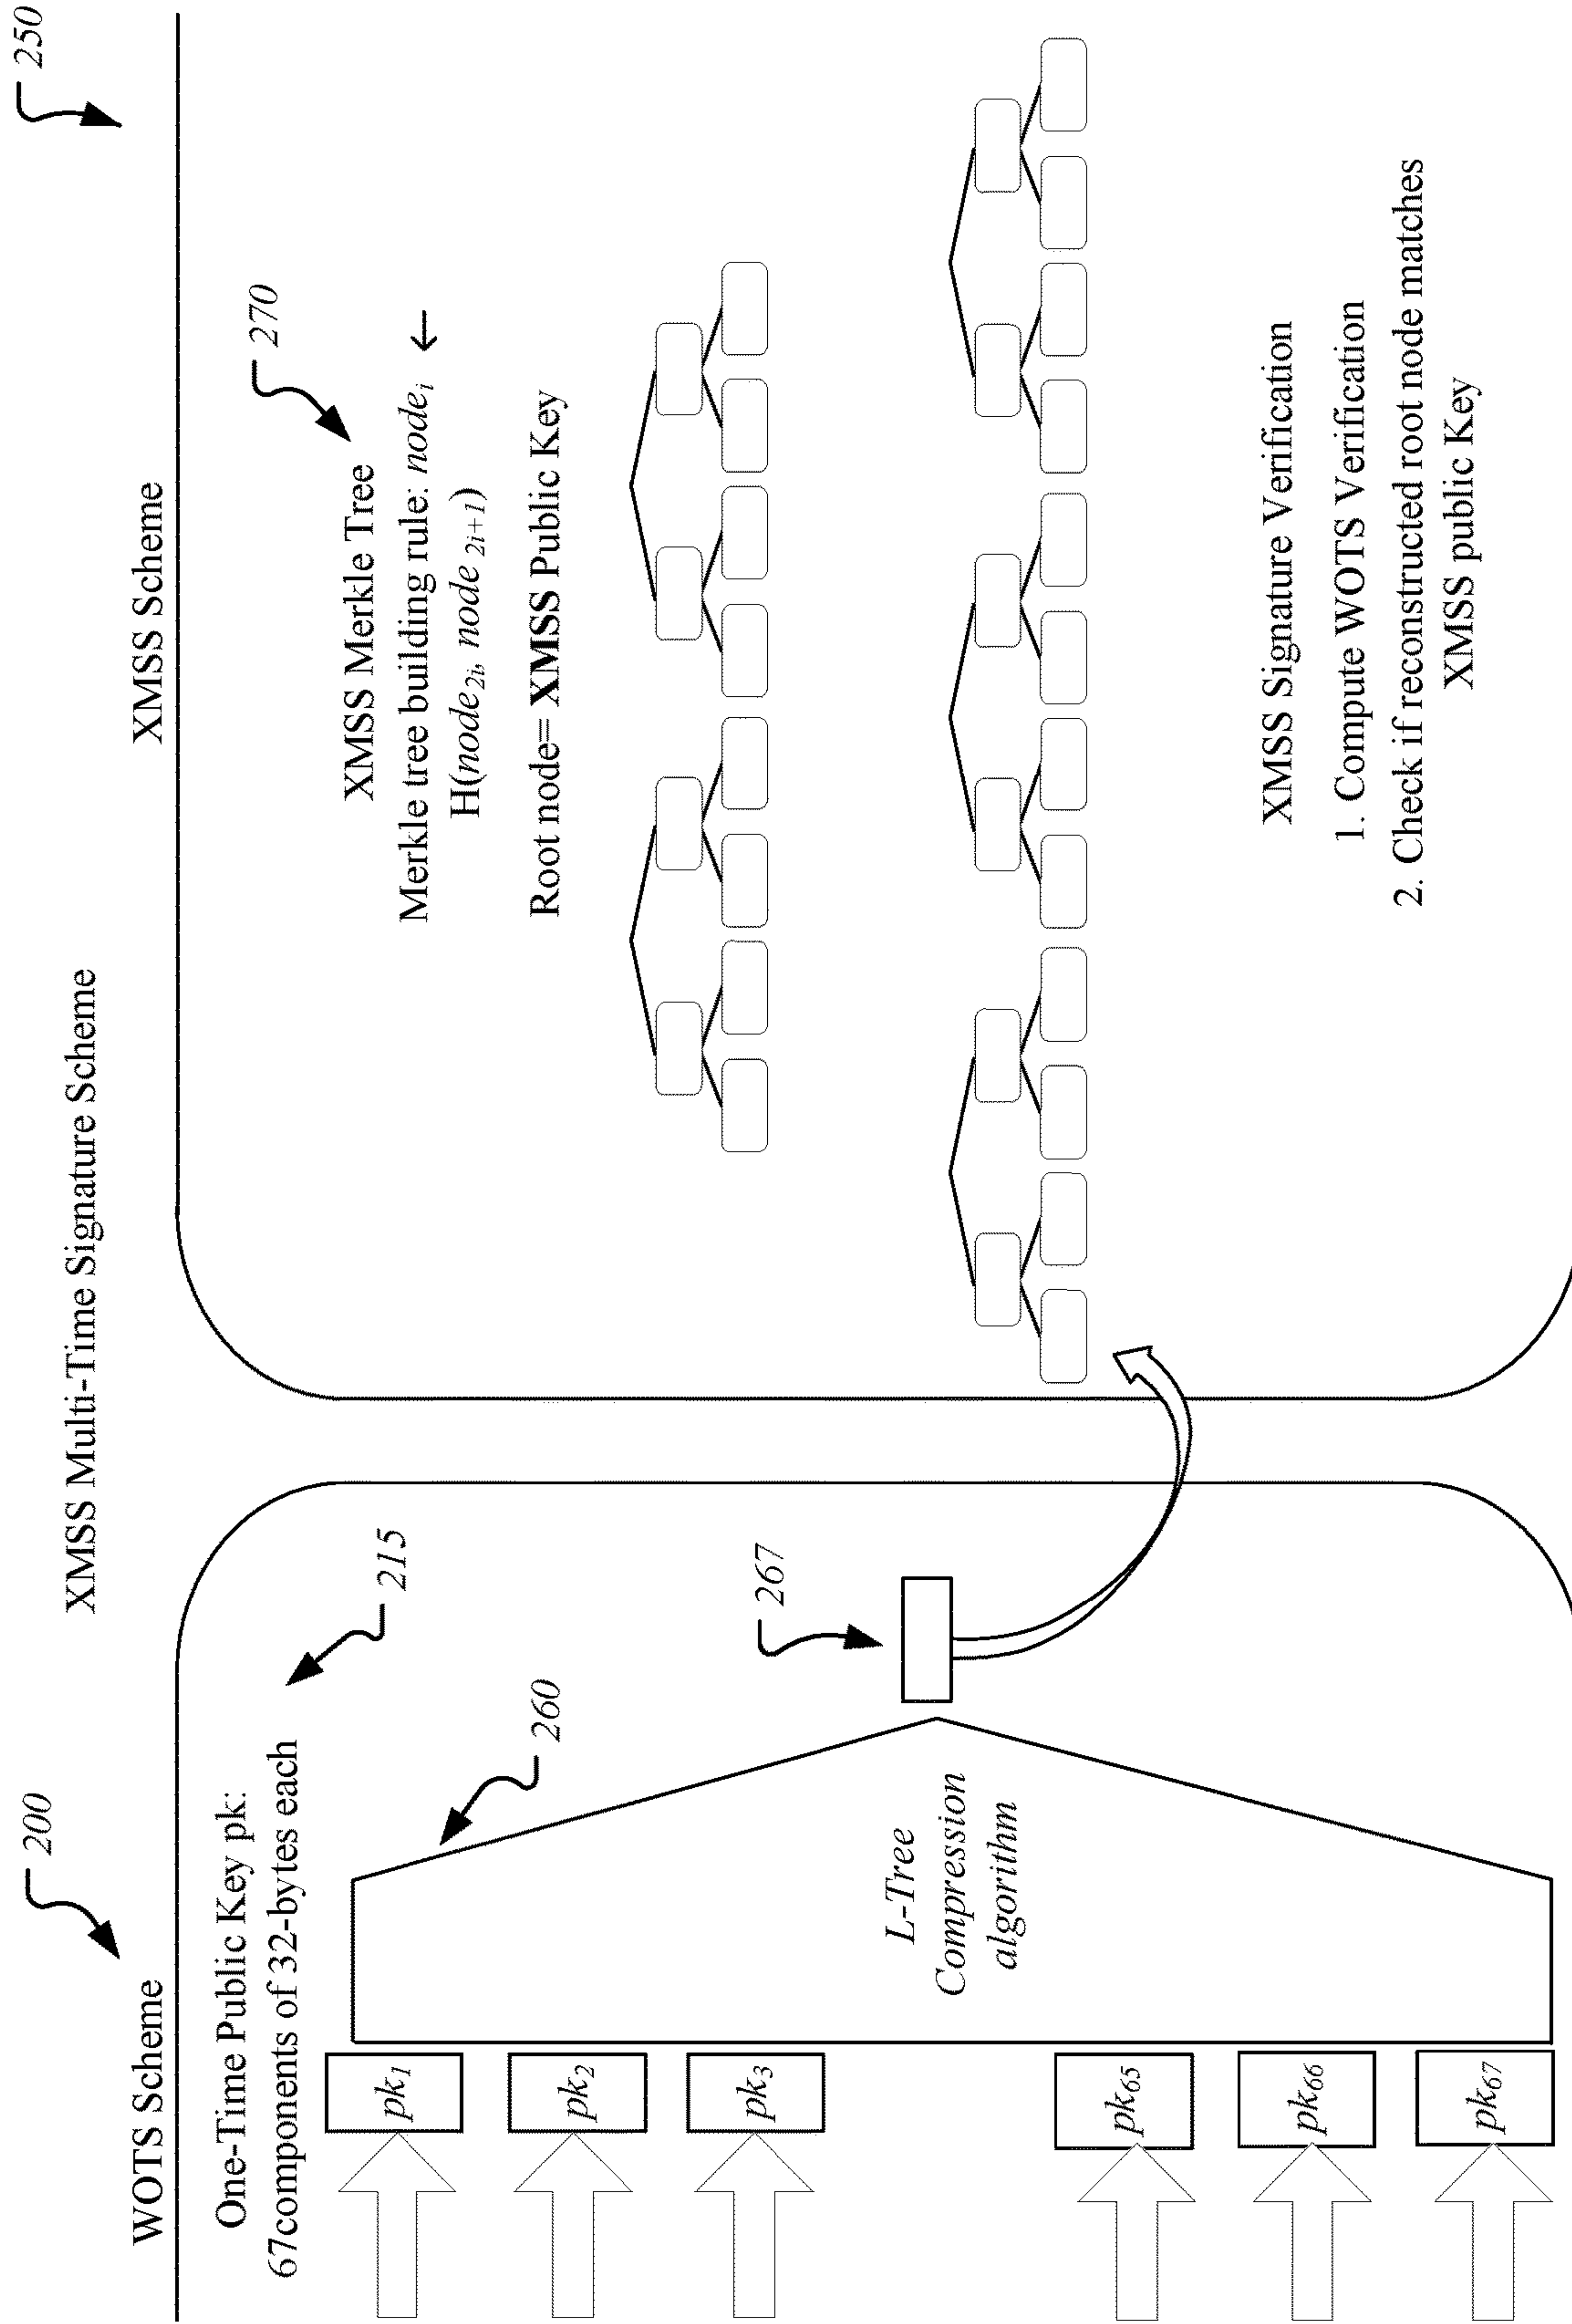 XMSS Multi-Time Signature Scheme
200
WOTS Scheme
One-Time Public Key pk:
67components of 32-bytes each
215
260
pk1
pk2
pk3
pk65
pk66
pk67
L-Tree
Compression
algorithm
267
250
XMSS Scheme
270
XMSS Merkle Tree
Merkle tree building rule: nodei ←
H(node2i, node 2i+1)
Root node= XMSS Public Key
XMSS Signature Verification
1. Compute WOTS Verification
2. Check if reconstructed root node matches
XMSS public Key